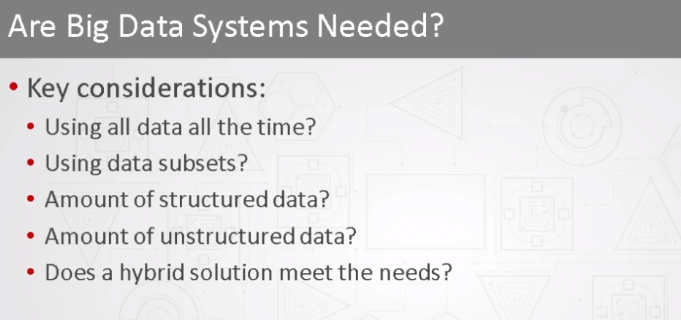 Are Big Data Systems Needed?
• Key considerations:
• Using all data all the time?
• Using data subsets?
• Amount of structured data?
• Amount of unstructured data?
• Does a hybrid solution meet the needs?